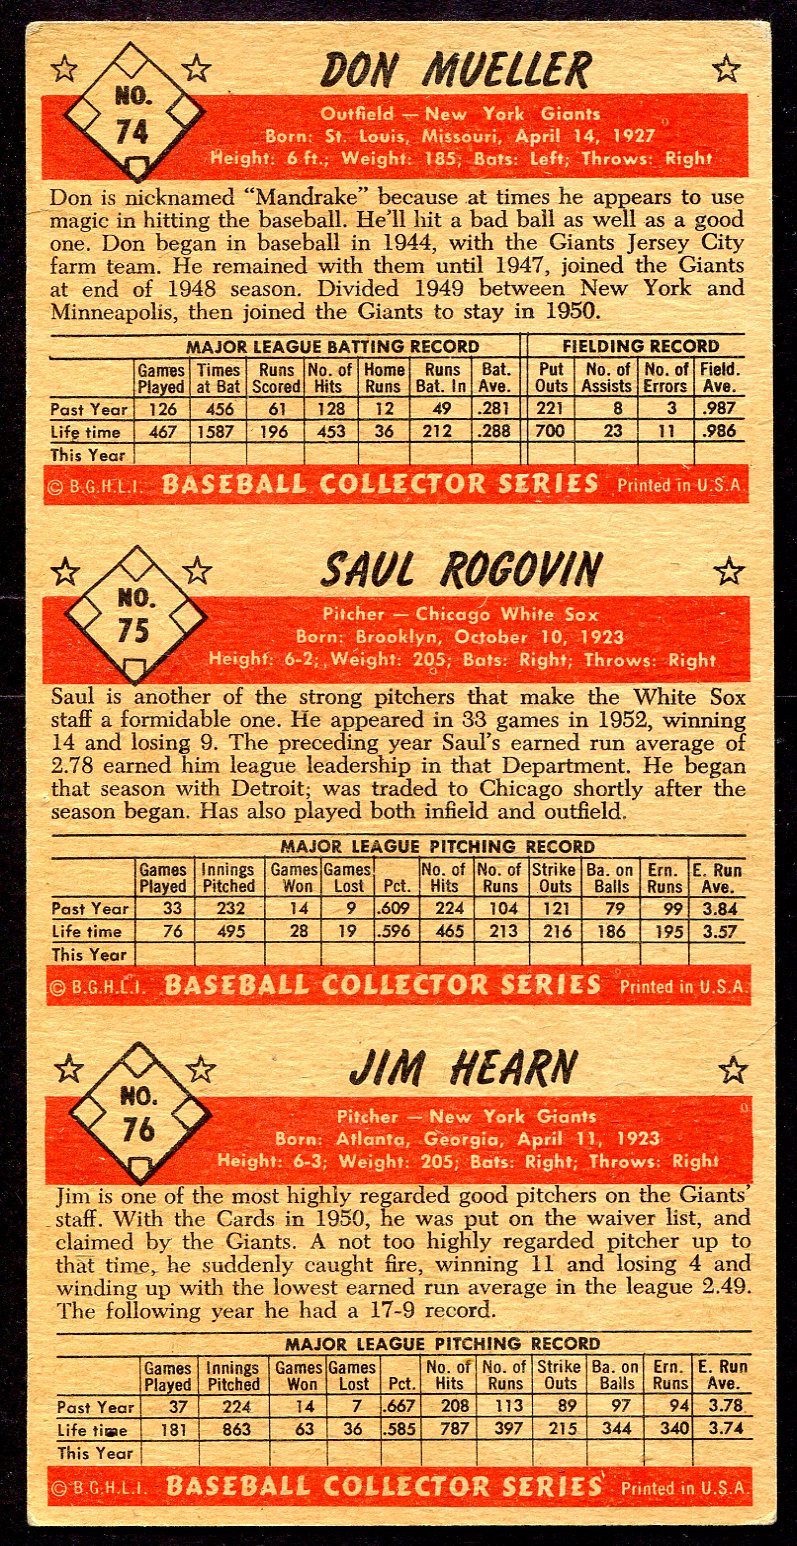 NO. 74
DON MUELLER
Outfield — New York Giants
Born: St. Louis, Missouri, April 14, 1927
Height: 6 ft.; Weight: 185; Bats: Left; Throws: Right
Don is nicknamed “Mandrake” because at times he appears to use
magic in hitting the baseball. He’ll hit a bad ball as well as a good
one. Don began in baseball in 1944, with the Giants Jersey City
farm team. He remained with them until 1947, joined the Giants
at end of 1948 season. Divided 1949 between New York and
Minneapolis, then joined the Giants to stay in 1950.
MAJOR LEAGUE BATTING RECORD FIELDING RECORD
Games Played Times at Bat Runs Scored No. of Hits Home Runs Runs Bat. In Bat. Ave. Put Outs No. of Assists No. of Errors Field. Ave.
Past Year 126 456 61 128 12 49 .281 221 8 3 .987
Life time 467 1587 196 453 36 212 .288 700 23 11 .986
This Year
© B.G.H.L.I. BASEBALL COLLECTOR SERIES Printed in U.S.A.
NO. 75
SAUL ROGOVIN
Pitcher — Chicago White Sox
Born: Brooklyn, October 10, 1923
Height: 6-2; Weight: 205; Bats: Right; Throws: Right
Saul is another of the strong pitchers that make the White Sox
staff a formidable one. He appeared in 33 games in 1952, winning
14 and losing 9. The preceding year Saul’s earned run average of
2.78 earned him league leadership in that Department. He began
that season with Detroit; was traded to Chicago shortly after the
season began. Has also played both infield and outfield.
MAJOR LEAGUE PITCHING RECORD
Games Played Innings Pitched Games Won Games Lost Pct. No. of Hits No. of Runs Strike Outs Ba. on Balls Ern. Runs E. Run Ave.
Past Year 33 232 14 9 .609 224 104 121 79 99 3.84
Life time 76 495 28 19 .596 465 213 216 186 195 3.57
This Year
© B.G.H.L.I. BASEBALL COLLECTOR SERIES Printed in U.S.A.
NO. 76
JIM HEARN
Pitcher — New York Giants
Born: Atlanta, Georgia, April 11, 1923
Height: 6-3; Weight: 205; Bats: Right; Throws: Right
Jim is one of the most highly regarded good pitchers on the Giants’
staff. With the Cards in 1950, he was put on the waiver list, and
claimed by the Giants. A not too highly regarded pitcher up to
that time, he suddenly caught fire, winning 11 and losing 4 and
winding up with the lowest earned run average in the league 2.49.
The following year he had a 17-9 record.
MAJOR LEAGUE PITCHING RECORD
Games Played Innings Pitched Games Won Games Lost Pct. No. of Hits No. of Runs Strike Outs Ba. on Balls Ern. Runs E. Run Ave.
Past Year 37 224 14 7 .667 208 113 89 97 94 3.78
Life time 181 863 63 36 .585 787 397 215 344 340 3.74
This Year
© B.G.H.L.I. BASEBALL COLLECTOR SERIES Printed in U.S.A.